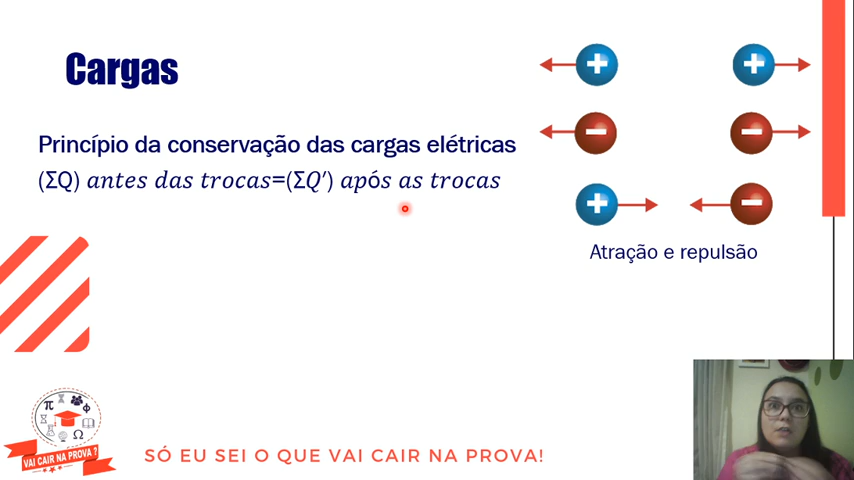 Cargas
Princípio da conservação das cargas elétricas
(ΣQ) antes das trocas=(ΣQ′) após as trocas
+ +
− −
+ −
Atração e repulsão
π Φ
Ω
VAI CAIR NA PROVA ?
SÓ EU SEI O QUE VAI CAIR NA PROVA!